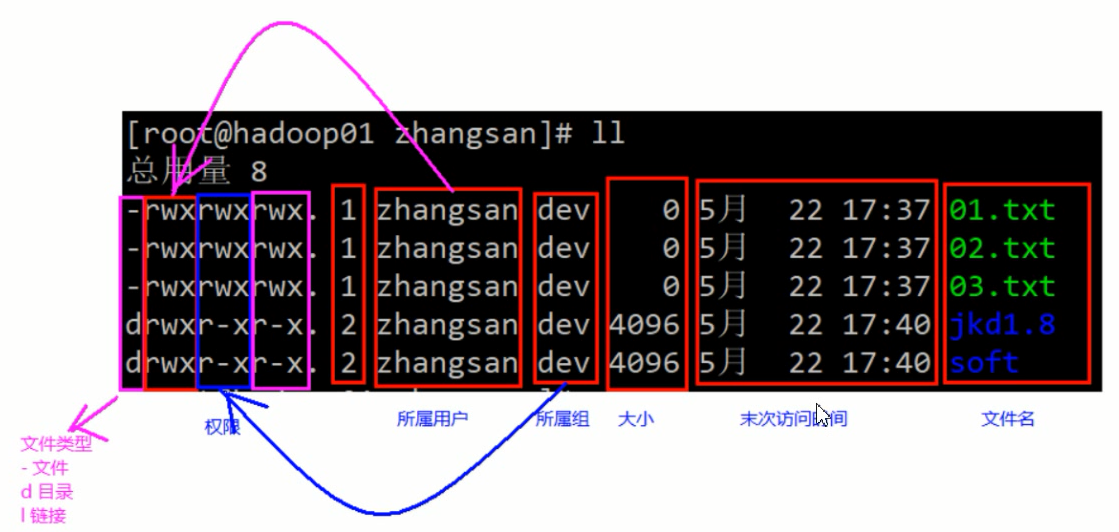 [root@hadoop01 zhangsan]# ll
总用量 8
-rwxrwxrwx. 1 zhangsan dev 0 5月 22 17:37 01.txt
-rwxrwxrwx. 1 zhangsan dev 0 5月 22 17:37 02.txt
-rwxrwxrwx. 1 zhangsan dev 0 5月 22 17:37 03.txt
drwxr-xr-x. 2 zhangsan dev 4096 5月 22 17:40 jkd1.8
drwxr-xr-x. 2 zhangsan dev 4096 5月 22 17:40 soft
权限 所属用户 所属组 大小 末次访问时间 文件名
文件类型
- 文件
d 目录
l 链接